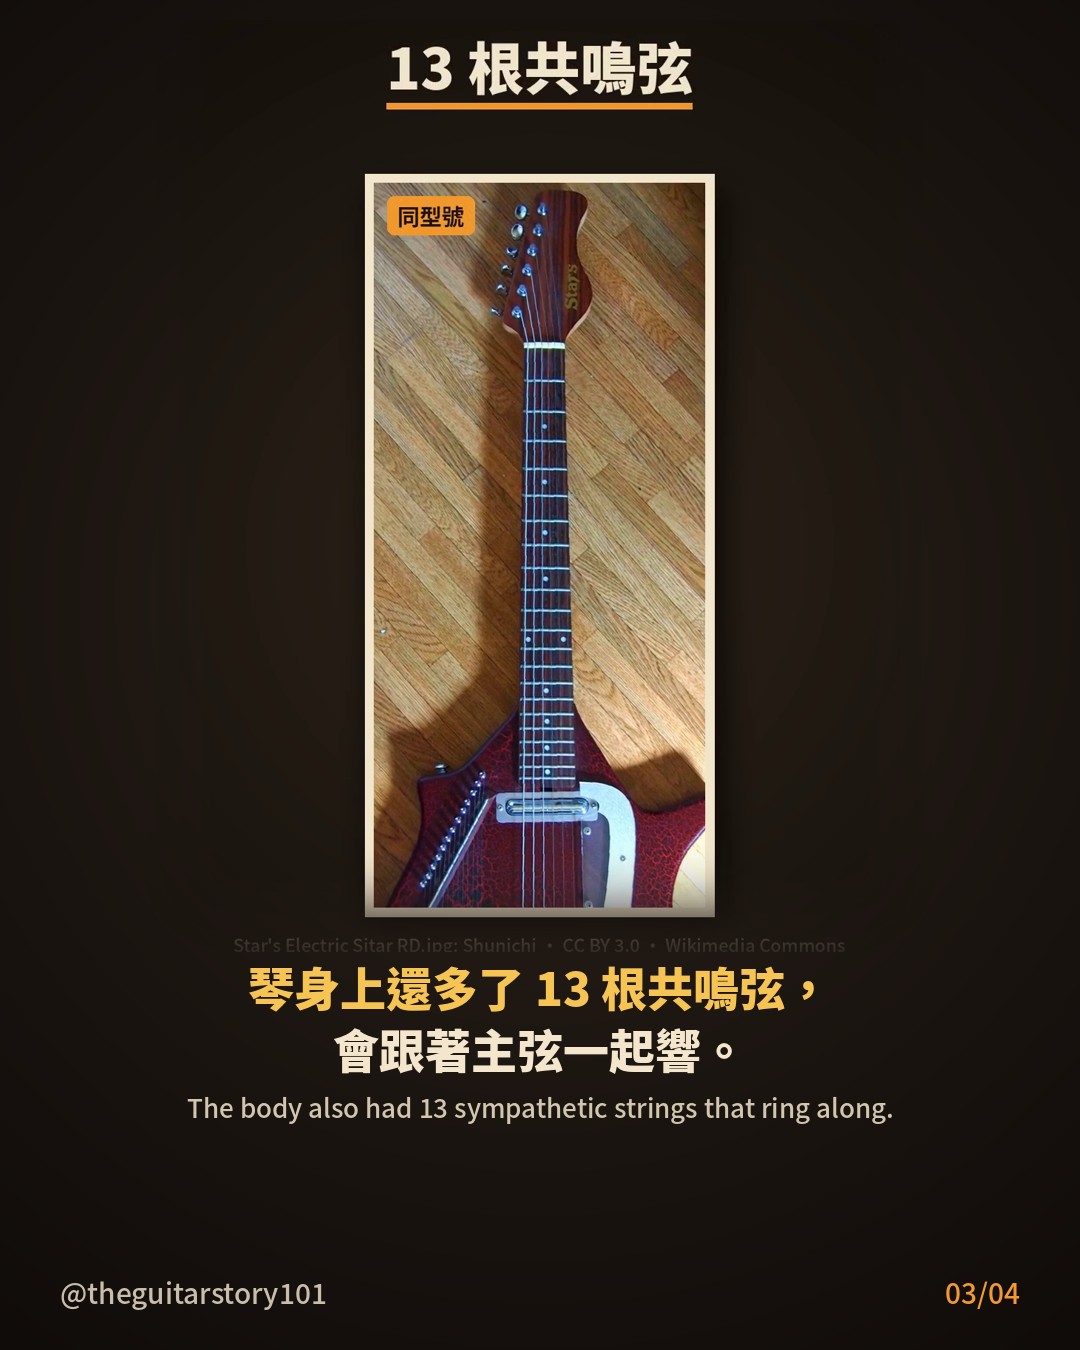 13 根共鳴弦
同型號
Stars
Star's Electric Sitar RD.jpg: Shunichi · CC BY 3.0 · Wikimedia Commons
琴身上還多了 13 根共鳴弦，
會跟著主弦一起響。
The body also had 13 sympathetic strings that ring along.
@theguitarstory101
03/04